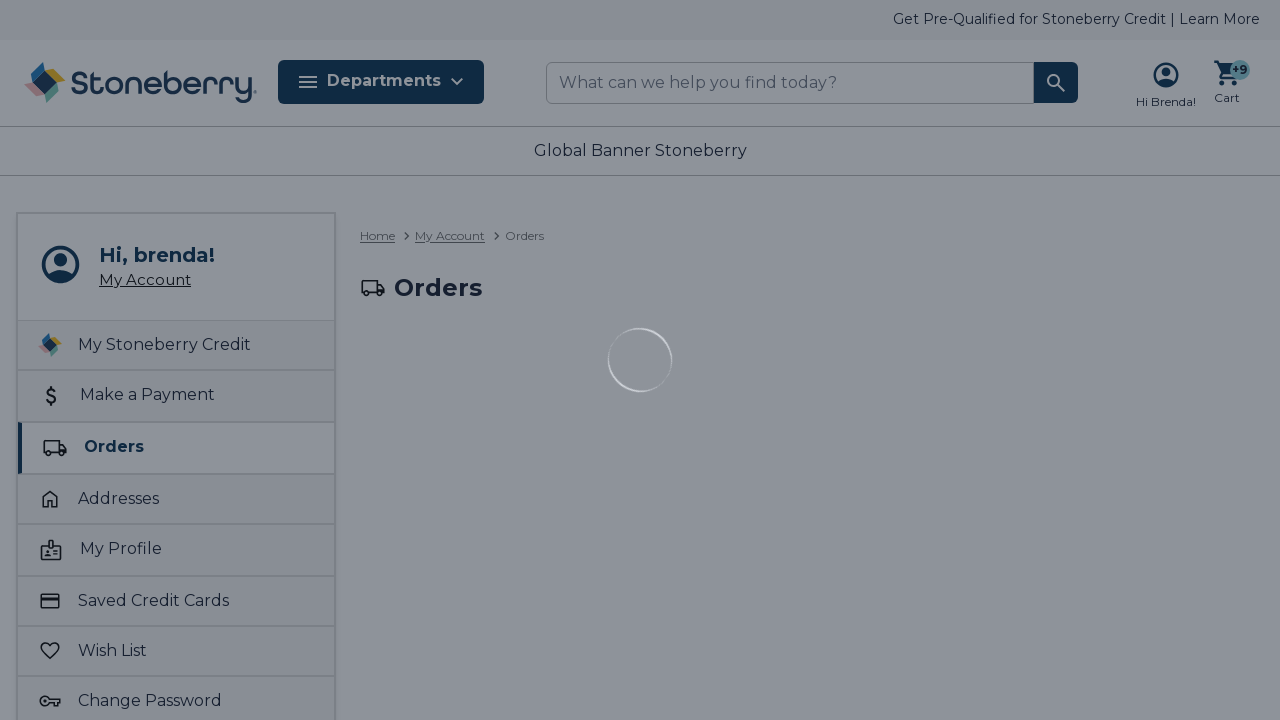 Get Pre-Qualified for Stoneberry Credit | Learn More
Stoneberry.
Departments
What can we help you find today?
Hi Brenda!
+9
Cart
Global Banner Stoneberry
Hi, brenda!
My Account
My Stoneberry Credit
Make a Payment
Orders
Addresses
My Profile
Saved Credit Cards
Wish List
Change Password
Home > My Account > Orders
Orders